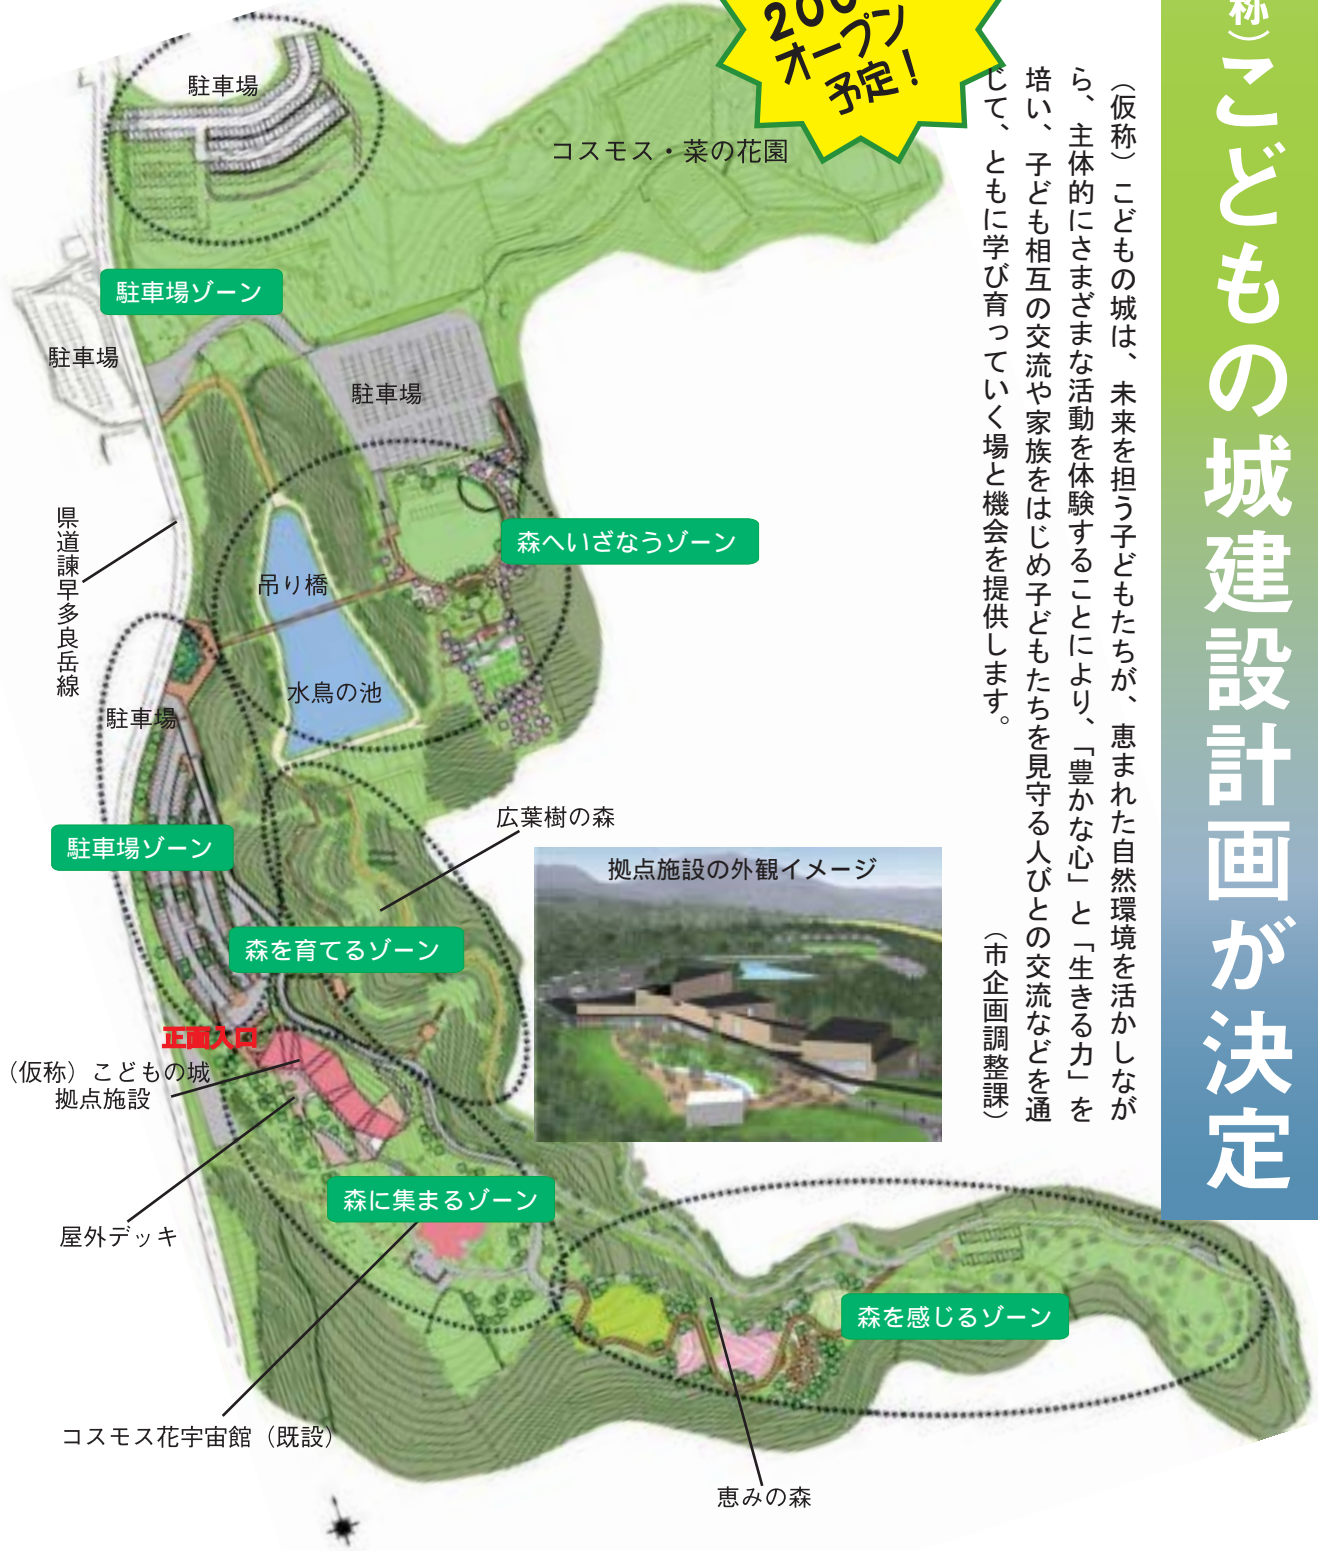 称）こどもの城建設計画が決定
（仮称）こどもの城は、未来を担う子どもたちが、恵まれた自然環境を活かしなが
ら、主体的にさまざまな活動を体験することにより、「豊かな心」と「生きる力」を
培い、子ども相互の交流や家族をはじめ子どもたちを見守る人びとの交流などを通
じて、ともに学び育っていく場と機会を提供します。
（市企画調整課）
オープン
予定！
駐車場
コスモス・菜の花園
駐車場ゾーン
駐車場
駐車場
県道諫早多良岳線
森へいざなうゾーン
吊り橋
水鳥の池
駐車場
広葉樹の森
駐車場ゾーン
拠点施設の外観イメージ
森を育てるゾーン
正面入口
（仮称）こどもの城
拠点施設
森に集まるゾーン
屋外デッキ
森を感じるゾーン
コスモス花宇宙館（既設）
恵みの森